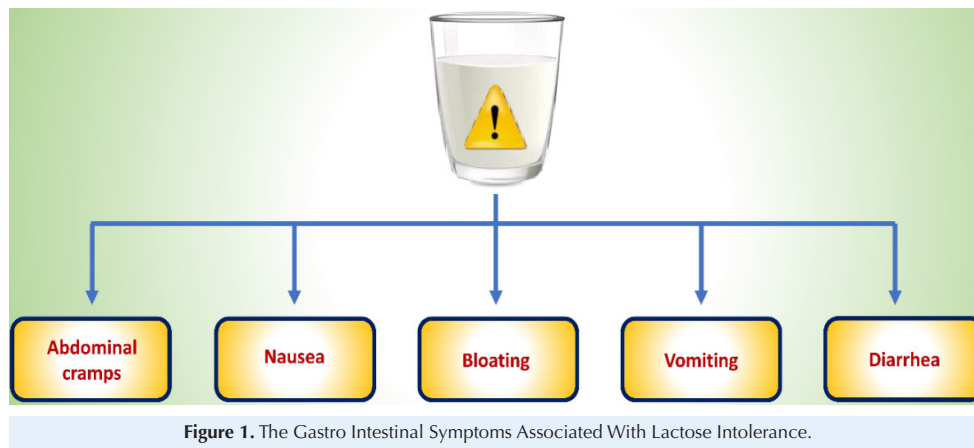 !
Abdominal
cramps
Nausea
Bloating
Vomiting
Diarrhea
Figure 1. The Gastro Intestinal Symptoms Associated With Lactose Intolerance.